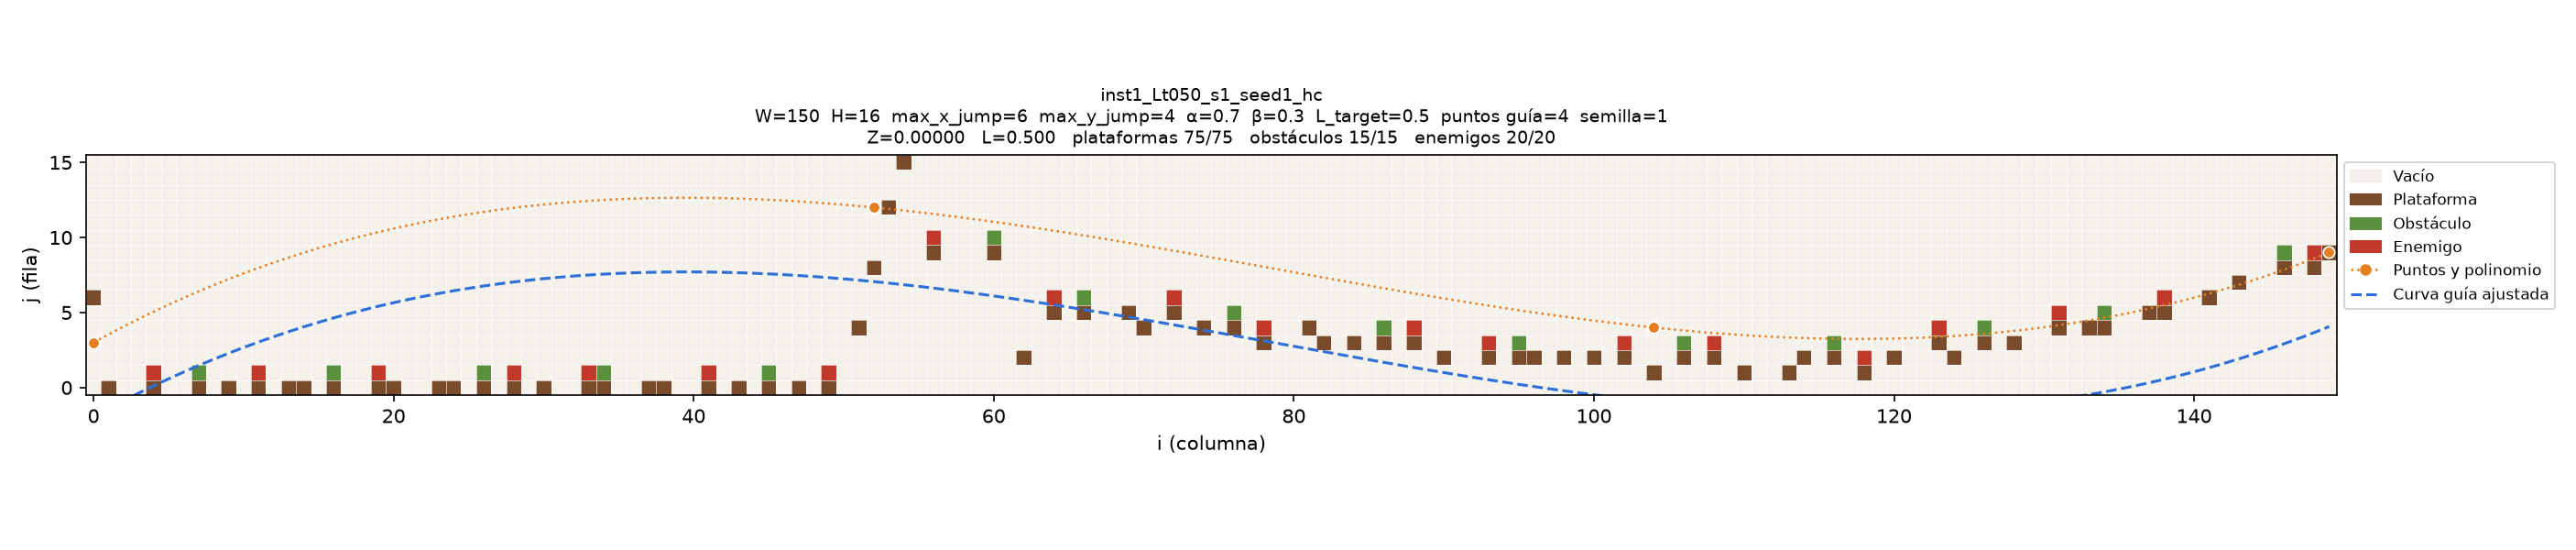 inst1_Lt050_s1_seed1_hc
W=150  H=16  max_x_jump=6  max_y_jump=4  α=0.7  β=0.3  L_target=0.5  puntos guía=4  semilla=1
Z=0.00000   L=0.500   plataformas 75/75   obstáculos 15/15   enemigos 20/20
15
10
5
0
j (fila)
0 20 40 60 80 100 120 140
i (columna)
Vacío
Plataforma
Obstáculo
Enemigo
Puntos y polinomio
Curva guía ajustada